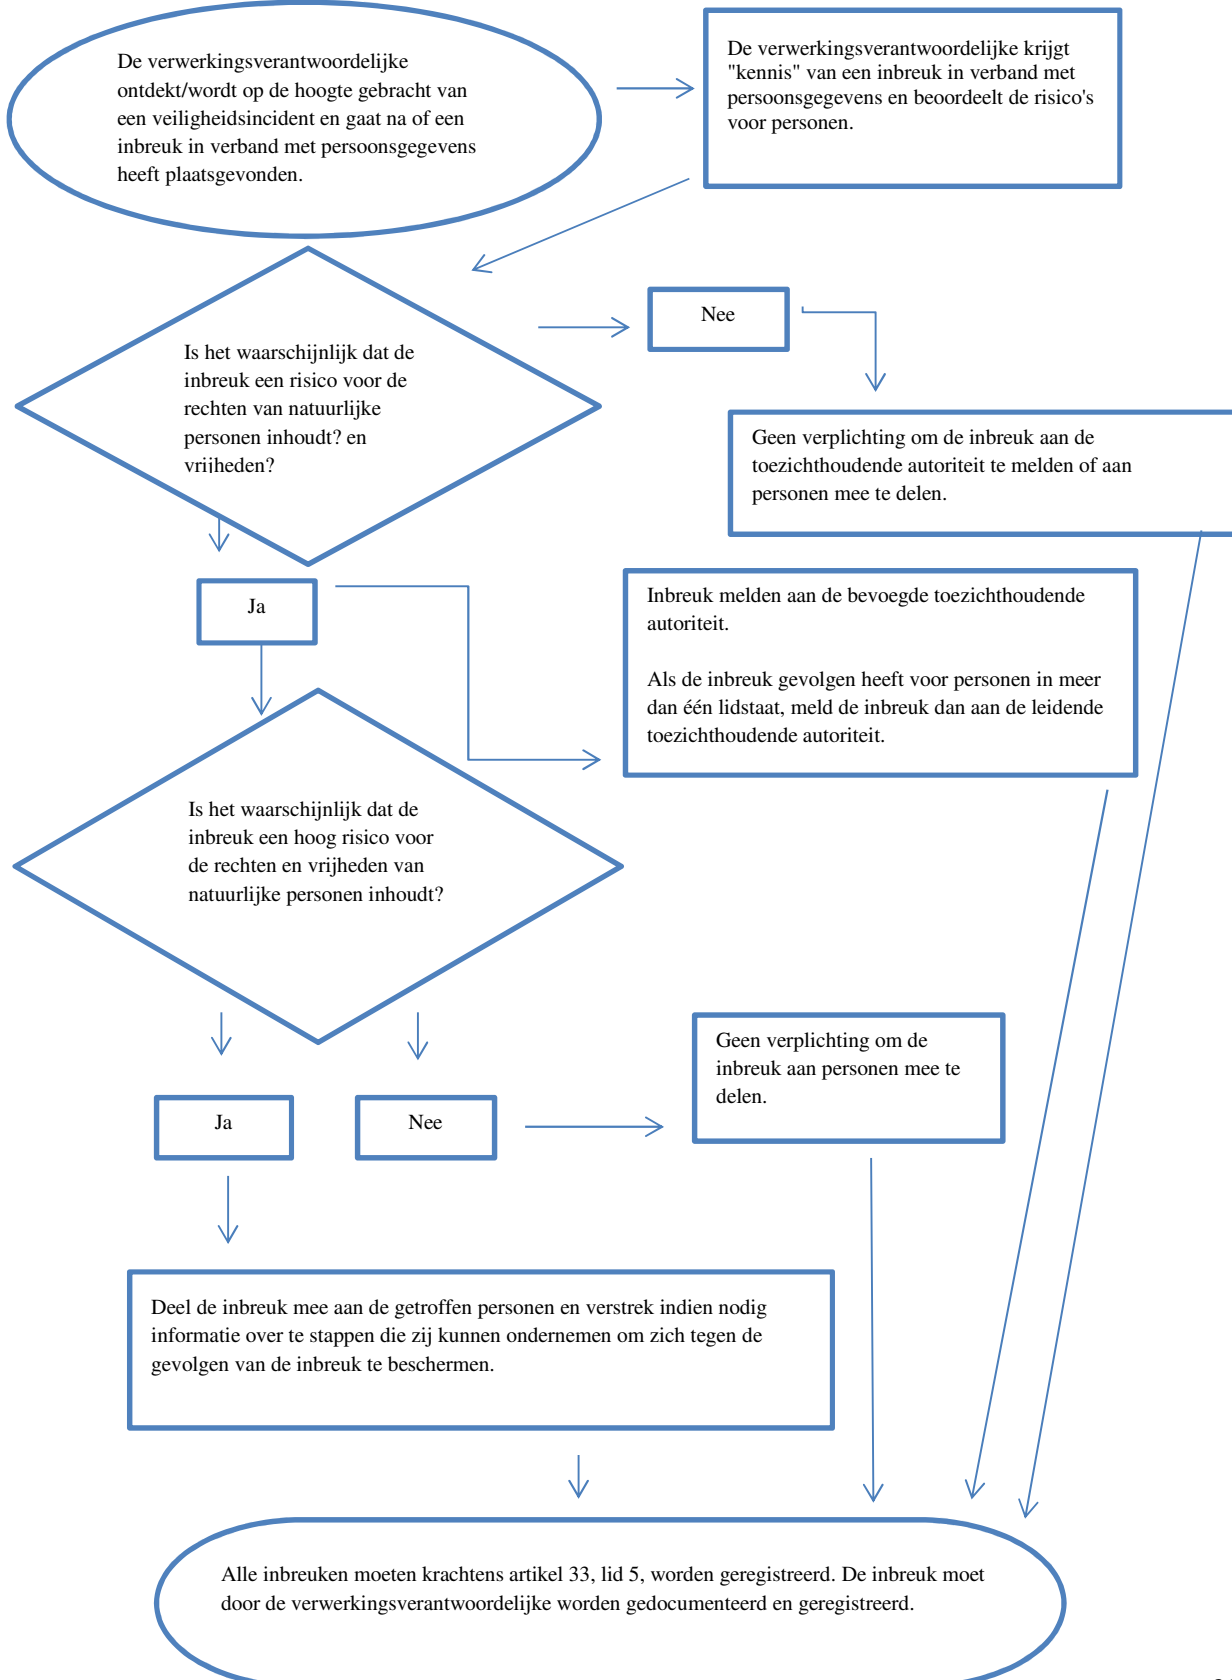 De verwerkingsverantwoordelijke
ontdekt/wordt op de hoogte gebracht van
een veiligheidsincident en gaat na of een
inbreuk in verband met persoonsgegevens
heeft plaatsgevonden.
De verwerkingsverantwoordelijke krijgt
"kennis" van een inbreuk in verband met
persoonsgegevens en beoordeelt de risico's
voor personen.
Is het waarschijnlijk dat de
inbreuk een risico voor de
rechten van natuurlijke
personen inhoudt? en
vrijheden?
Nee
Geen verplichting om de inbreuk aan de
toezichthoudende autoriteit te melden of aan
personen mee te delen.
Ja
Inbreuk melden aan de bevoegde toezichthoudende
autoriteit.
Als de inbreuk gevolgen heeft voor personen in meer
dan één lidstaat, meld de inbreuk dan aan de leidende
toezichthoudende autoriteit.
Is het waarschijnlijk dat de
inbreuk een hoog risico voor
de rechten en vrijheden van
natuurlijke personen inhoudt?
Ja
Nee
Geen verplichting om de
inbreuk aan personen mee te
delen.
Deel de inbreuk mee aan de getroffen personen en verstrek indien nodig
informatie over te stappen die zij kunnen ondernemen om zich tegen de
gevolgen van de inbreuk te beschermen.
Alle inbreuken moeten krachtens artikel 33, lid 5, worden geregistreerd. De inbreuk moet
door de verwerkingsverantwoordelijke worden gedocumenteerd en geregistreerd.